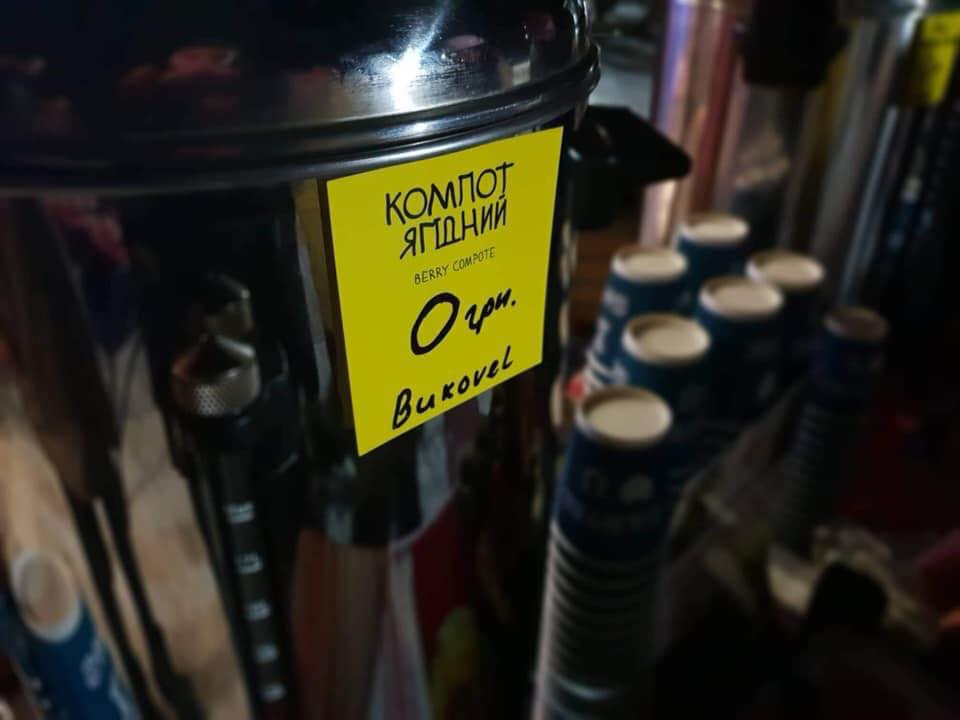 КОМПОТ
ЯГІДНИЙ
BERRY COMPOTE
0 грн.
Bukovel